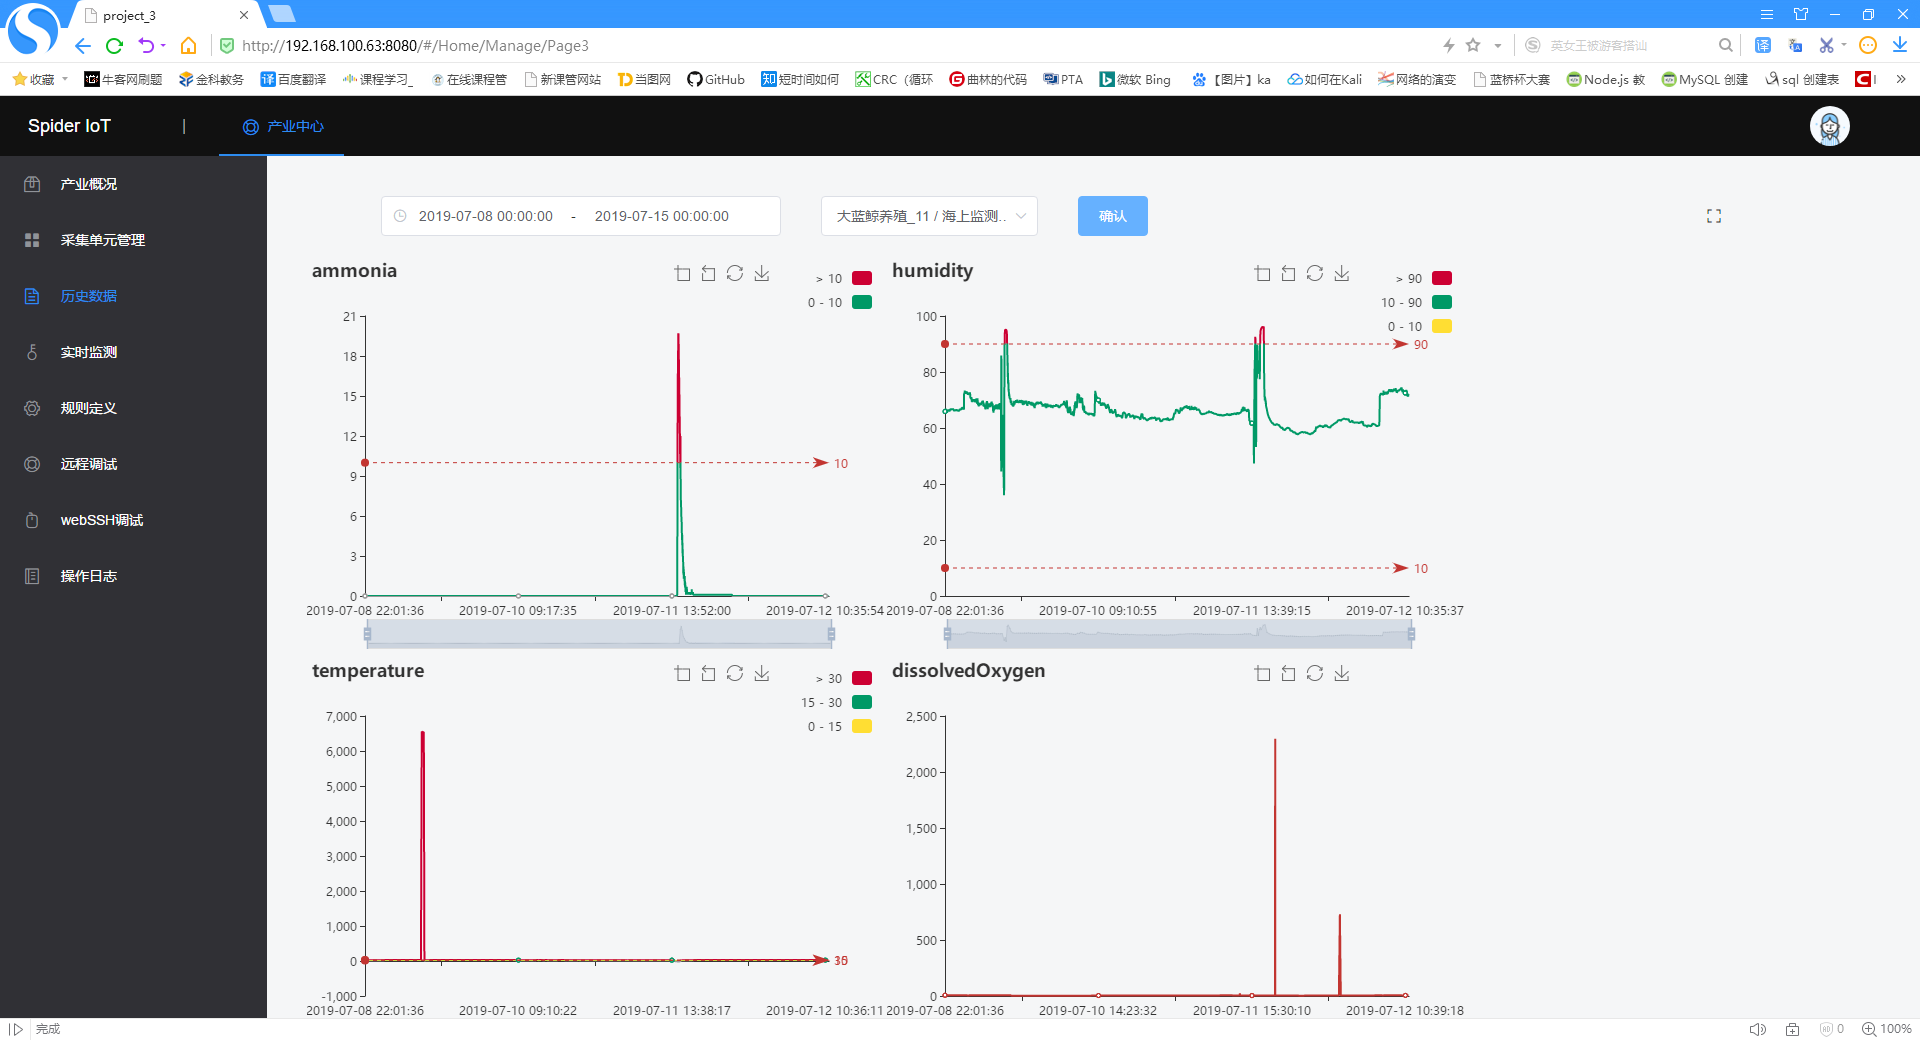 project_3
http://192.168.100.63:8080/#/Home/Manage/Page3
英女王被游客搭讪
收藏 牛客网刷题 金科教务 百度翻译 课程学习_ 在线课程管 新课管网站 当图网 GitHub 短时间如何 CRC（循环 曲林的代码 PTA 微软 Bing 【图片】ka 如何在Kali 网络的演变 蓝桥杯大赛 Node.js 教 MySQL 创建 sql 创建表 I
Spider IoT | 产业中心
产业概况
采集单元管理
历史数据
实时监测
规则定义
远程调试
webSSH调试
操作日志
2019-07-08 00:00:00 - 2019-07-15 00:00:00
大蓝鲸养殖_11 / 海上监测..
确认
ammonia
> 10
0 - 10
21
18
15
12
9
6
3
0
10
2019-07-08 22:01:36 2019-07-10 09:17:35 2019-07-11 13:52:00 2019-07-12 10:35:54
humidity
> 90
10 - 90
0 - 10
100
80
60
40
20
0
90
10
2019-07-08 22:01:36 2019-07-10 09:10:55 2019-07-11 13:39:15 2019-07-12 10:35:37
temperature
> 30
15 - 30
0 - 15
7,000
6,000
5,000
4,000
3,000
2,000
1,000
0
-1,000
2019-07-08 22:01:36 2019-07-10 09:10:22 2019-07-11 13:38:17 2019-07-12 10:36:11
dissolvedOxygen
2,500
2,000
1,500
1,000
500
0
2019-07-08 22:01:36 2019-07-10 14:23:32 2019-07-11 15:30:10 2019-07-12 10:39:18
完成
0
100%